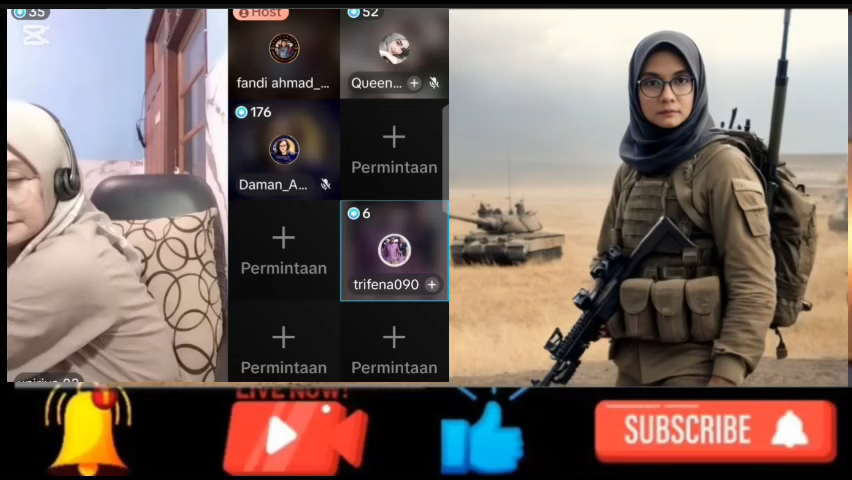 35
Host
52
fandi ahmad_...
Queen...
176
Permintaan
Daman_A...
6
Permintaan
trifena090
Permintaan
Permintaan
LIVE NOW!
SUBSCRIBE